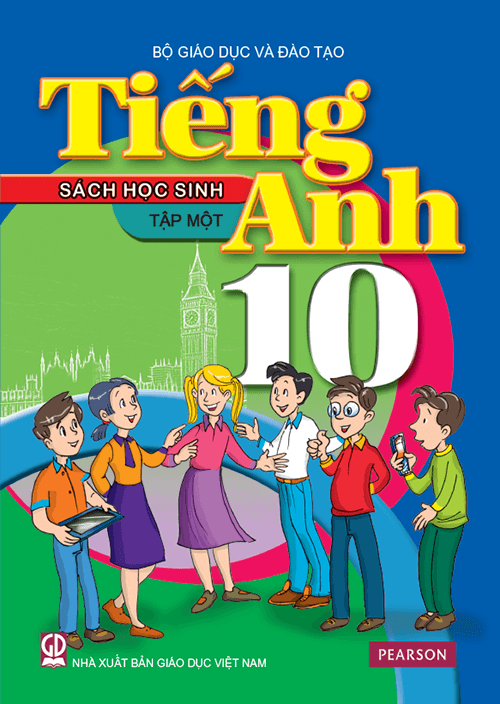 BỘ GIÁO DỤC VÀ ĐÀO TẠO
Tiếng
SÁCH HỌC SINH
TẬP MỘT
Anh
10
GD
NHÀ XUẤT BẢN GIÁO DỤC VIỆT NAM
PEARSON